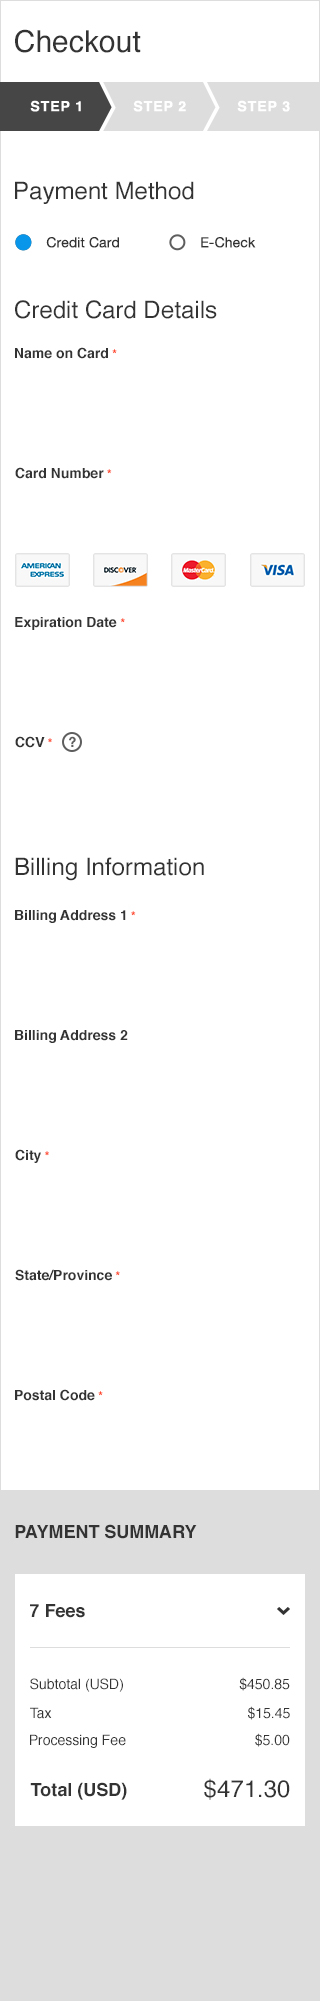 Checkout
STEP 1 STEP 2 STEP 3
Payment Method
Credit Card E-Check
Credit Card Details
Name on Card *
Card Number *
AMERICAN EXPRESS DISCOVER MasterCard VISA
Expiration Date *
CCV * ?
Billing Information
Billing Address 1 *
Billing Address 2
City *
State/Province *
Postal Code *
PAYMENT SUMMARY
7 Fees
Subtotal (USD) $450.85
Tax $15.45
Processing Fee $5.00
Total (USD) $471.30